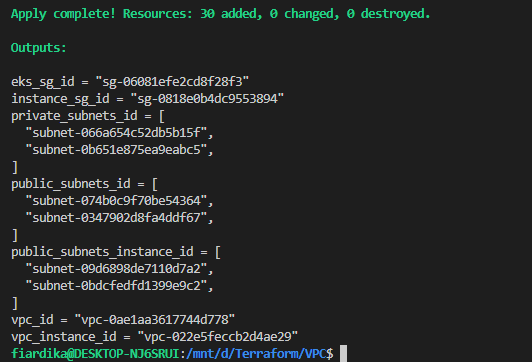 Apply complete! Resources: 30 added, 0 changed, 0 destroyed.
Outputs:
eks_sg_id = "sg-06081efe2cd8f28f3"
instance_sg_id = "sg-0818e0b4dc9553894"
private_subnets_id = [
"subnet-066a654c52db5b15f",
"subnet-0b651e875ea9eabc5",
]
public_subnets_id = [
"subnet-074b0c9f70be54364",
"subnet-0347902d8fa4ddf67",
]
public_subnets_instance_id = [
"subnet-09d6898de7110d7a2",
"subnet-0bdcfedfd1399e9c2",
]
vpc_id = "vpc-0ae1aa3617744d778"
vpc_instance_id = "vpc-022e5feccb2d4ae29"
fiardika@DESKTOP-NJ6SRUI:/mnt/d/Terraform/VPC$